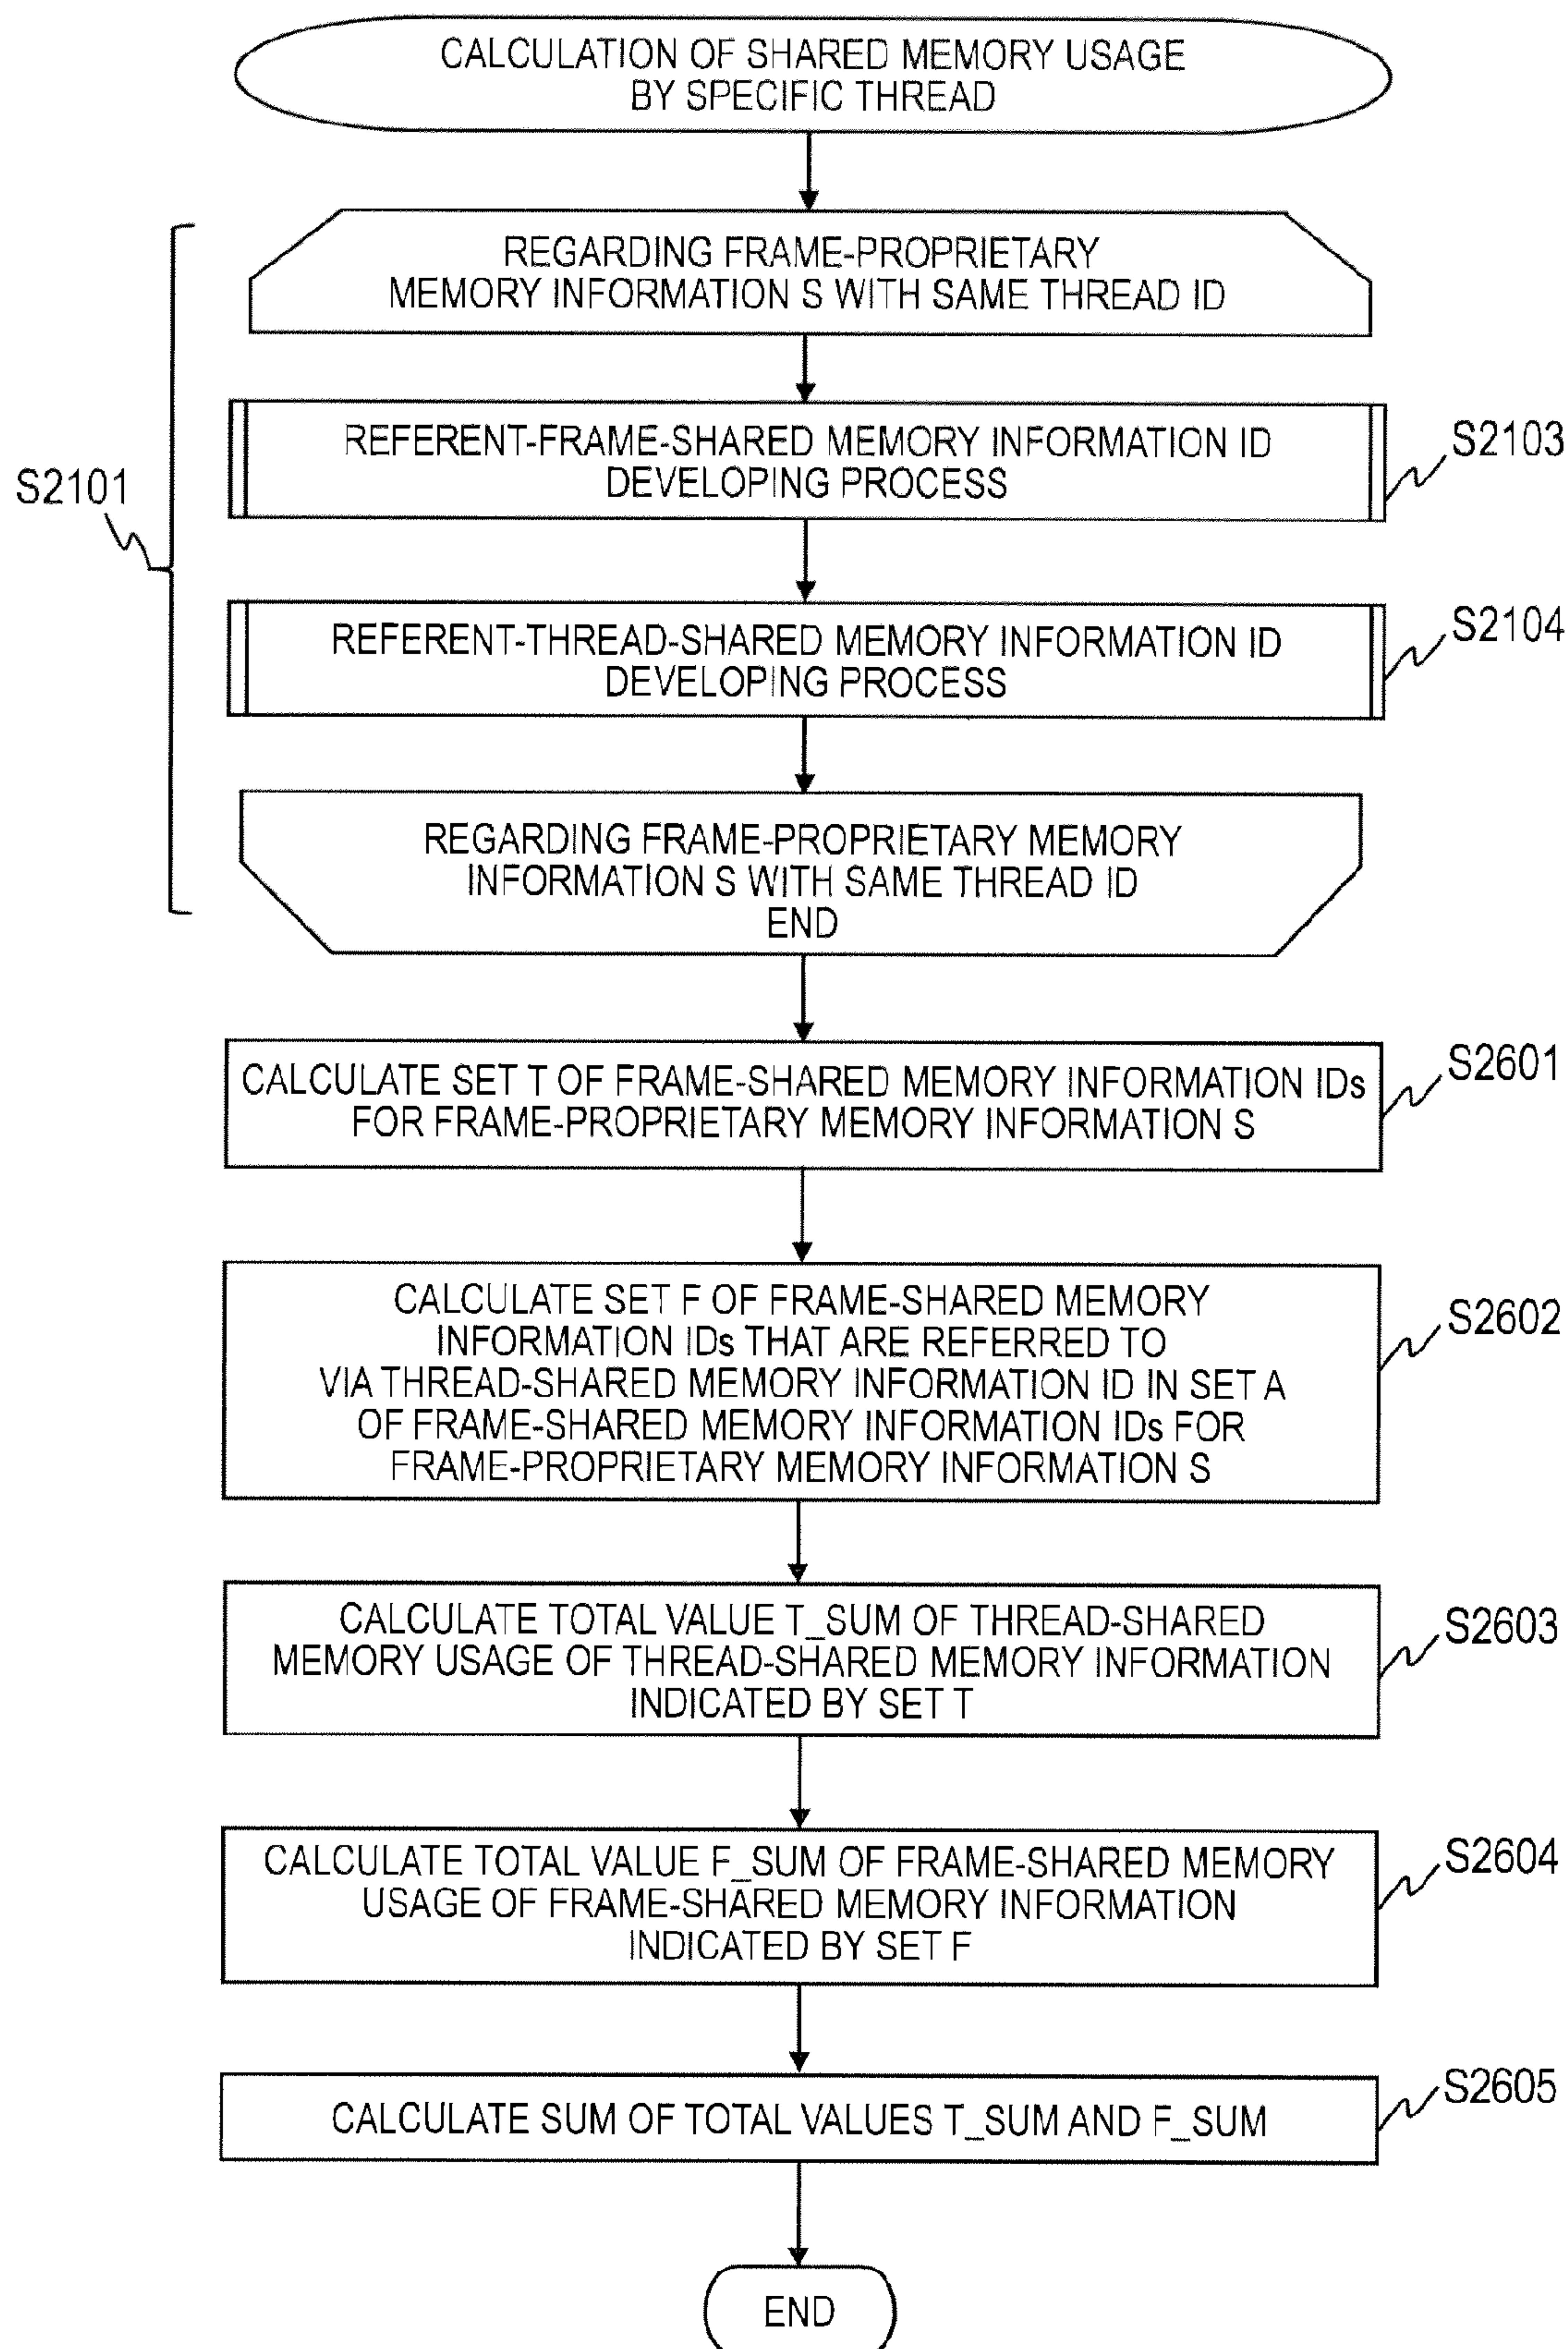 CALCULATION OF SHARED MEMORY USAGE
BY SPECIFIC THREAD
REGARDING FRAME-PROPRIETARY
MEMORY INFORMATION S WITH SAME THREAD ID
REFERENT-FRAME-SHARED MEMORY INFORMATION ID
DEVELOPING PROCESS
S2103
S2101
REFERENT-THREAD-SHARED MEMORY INFORMATION ID
DEVELOPING PROCESS
S2104
REGARDING FRAME-PROPRIETARY MEMORY
INFORMATION S WITH SAME THREAD ID
END
CALCULATE SET T OF FRAME-SHARED MEMORY INFORMATION IDs
FOR FRAME-PROPRIETARY MEMORY INFORMATION S
S2601
CALCULATE SET F OF FRAME-SHARED MEMORY
INFORMATION IDs THAT ARE REFERRED TO
VIA THREAD-SHARED MEMORY INFORMATION ID IN SET A
OF FRAME-SHARED MEMORY INFORMATION IDs FOR
FRAME-PROPRIETARY MEMORY INFORMATION S
S2602
CALCULATE TOTAL VALUE T_SUM OF THREAD-SHARED
MEMORY USAGE OF THREAD-SHARED MEMORY INFORMATION
INDICATED BY SET T
S2603
CALCULATE TOTAL VALUE F_SUM OF FRAME-SHARED MEMORY
USAGE OF FRAME-SHARED MEMORY INFORMATION
INDICATED BY SET F
S2604
CALCULATE SUM OF TOTAL VALUES T_SUM AND F_SUM
S2605
END